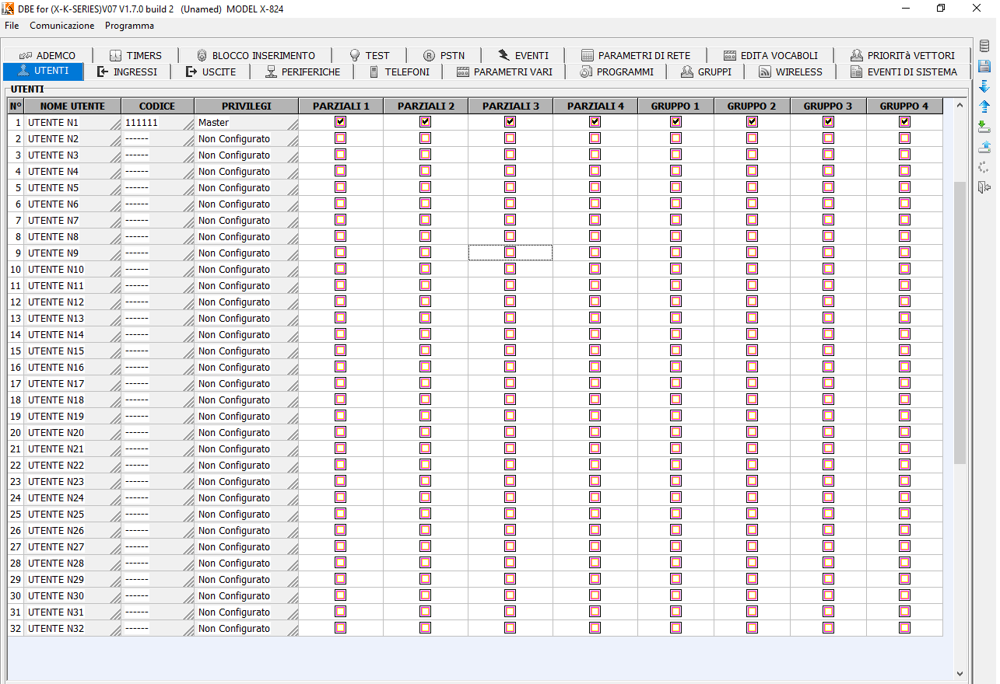 DBE for (X-K-SERIES)V07 V1.7.0 build 2 (Unnamed) MODEL X-824
File Comunicazione Programma
ADEMCO TIMERS BLOCCO INSERIMENTO TEST PSTN EVENTI PARAMETRI DI RETE EDITA VOCABOLI PRIORITà VETTORI
UTENTI INGRESSI USCITE PERIFERICHE TELEFONI PARAMETRI VARI PROGRAMMI GRUPPI WIRELESS EVENTI DI SISTEMA
UTENTI
N° NOME UTENTE CODICE PRIVILEGI PARZIALI 1 PARZIALI 2 PARZIALI 3 PARZIALI 4 GRUPPO 1 GRUPPO 2 GRUPPO 3 GRUPPO 4
1 UTENTE N1 111111 Master
2 UTENTE N2 ------ Non Configurato
3 UTENTE N3 ------ Non Configurato
4 UTENTE N4 ------ Non Configurato
5 UTENTE N5 ------ Non Configurato
6 UTENTE N6 ------ Non Configurato
7 UTENTE N7 ------ Non Configurato
8 UTENTE N8 ------ Non Configurato
9 UTENTE N9 ------ Non Configurato
10 UTENTE N10 ------ Non Configurato
11 UTENTE N11 ------ Non Configurato
12 UTENTE N12 ------ Non Configurato
13 UTENTE N13 ------ Non Configurato
14 UTENTE N14 ------ Non Configurato
15 UTENTE N15 ------ Non Configurato
16 UTENTE N16 ------ Non Configurato
17 UTENTE N17 ------ Non Configurato
18 UTENTE N18 ------ Non Configurato
19 UTENTE N19 ------ Non Configurato
20 UTENTE N20 ------ Non Configurato
21 UTENTE N21 ------ Non Configurato
22 UTENTE N22 ------ Non Configurato
23 UTENTE N23 ------ Non Configurato
24 UTENTE N24 ------ Non Configurato
25 UTENTE N25 ------ Non Configurato
26 UTENTE N26 ------ Non Configurato
27 UTENTE N27 ------ Non Configurato
28 UTENTE N28 ------ Non Configurato
29 UTENTE N29 ------ Non Configurato
30 UTENTE N30 ------ Non Configurato
31 UTENTE N31 ------ Non Configurato
32 UTENTE N32 ------ Non Configurato